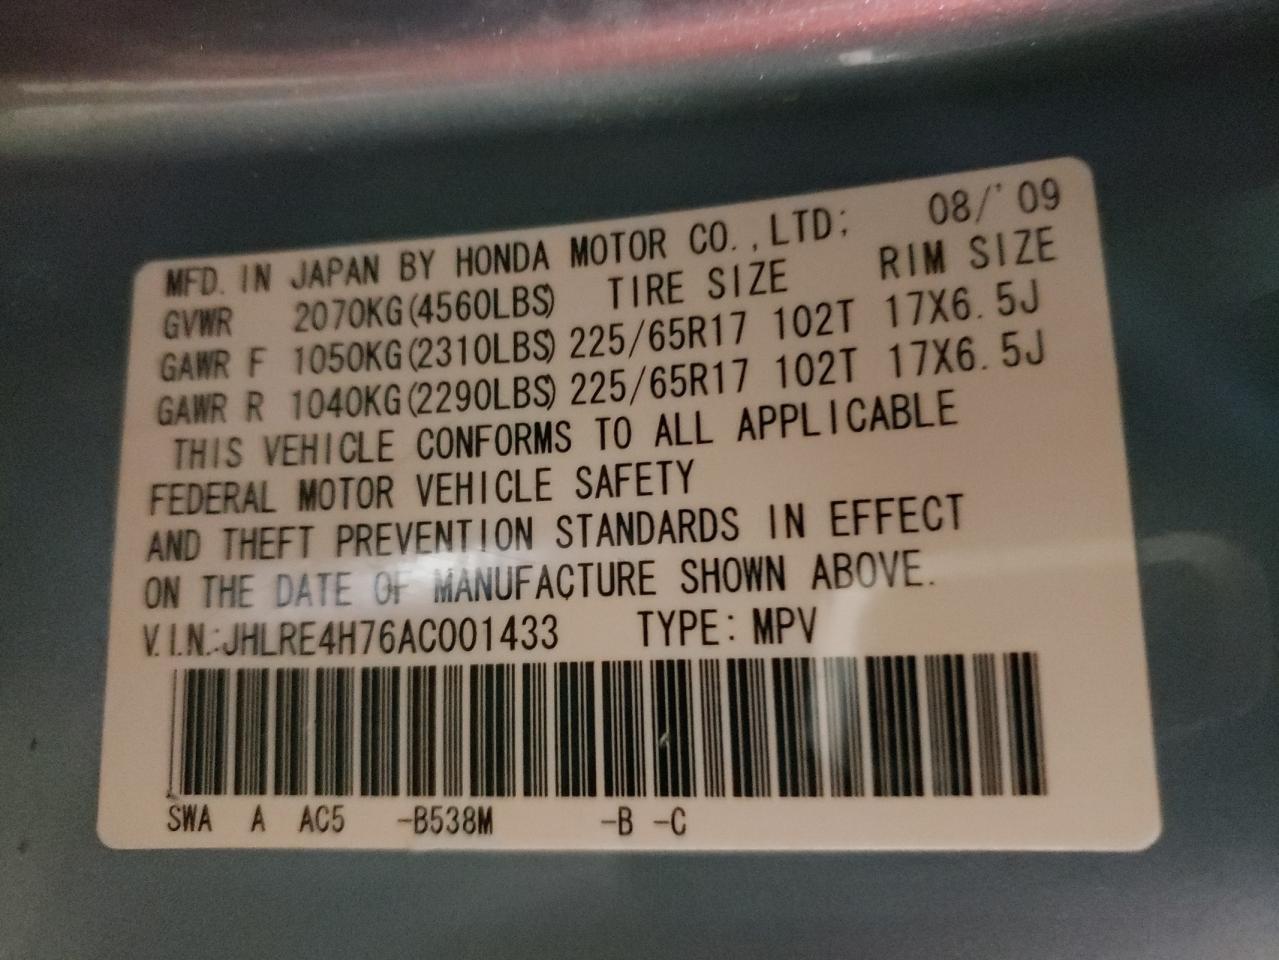 MFD. IN JAPAN BY HONDA MOTOR CO.,LTD; 08/'09
GVWR 2070KG(4560LBS) TIRE SIZE RIM SIZE
GAWR F 1050KG(2310LBS) 225/65R17 102T 17X6.5J
GAWR R 1040KG(2290LBS) 225/65R17 102T 17X6.5J
THIS VEHICLE CONFORMS TO ALL APPLICABLE
FEDERAL MOTOR VEHICLE SAFETY
AND THEFT PREVENTION STANDARDS IN EFFECT
ON THE DATE OF MANUFACTURE SHOWN ABOVE.
V.I.N.:JHLRE4H76AC001433 TYPE: MPV
SWA A AC5 -B538M -B -C